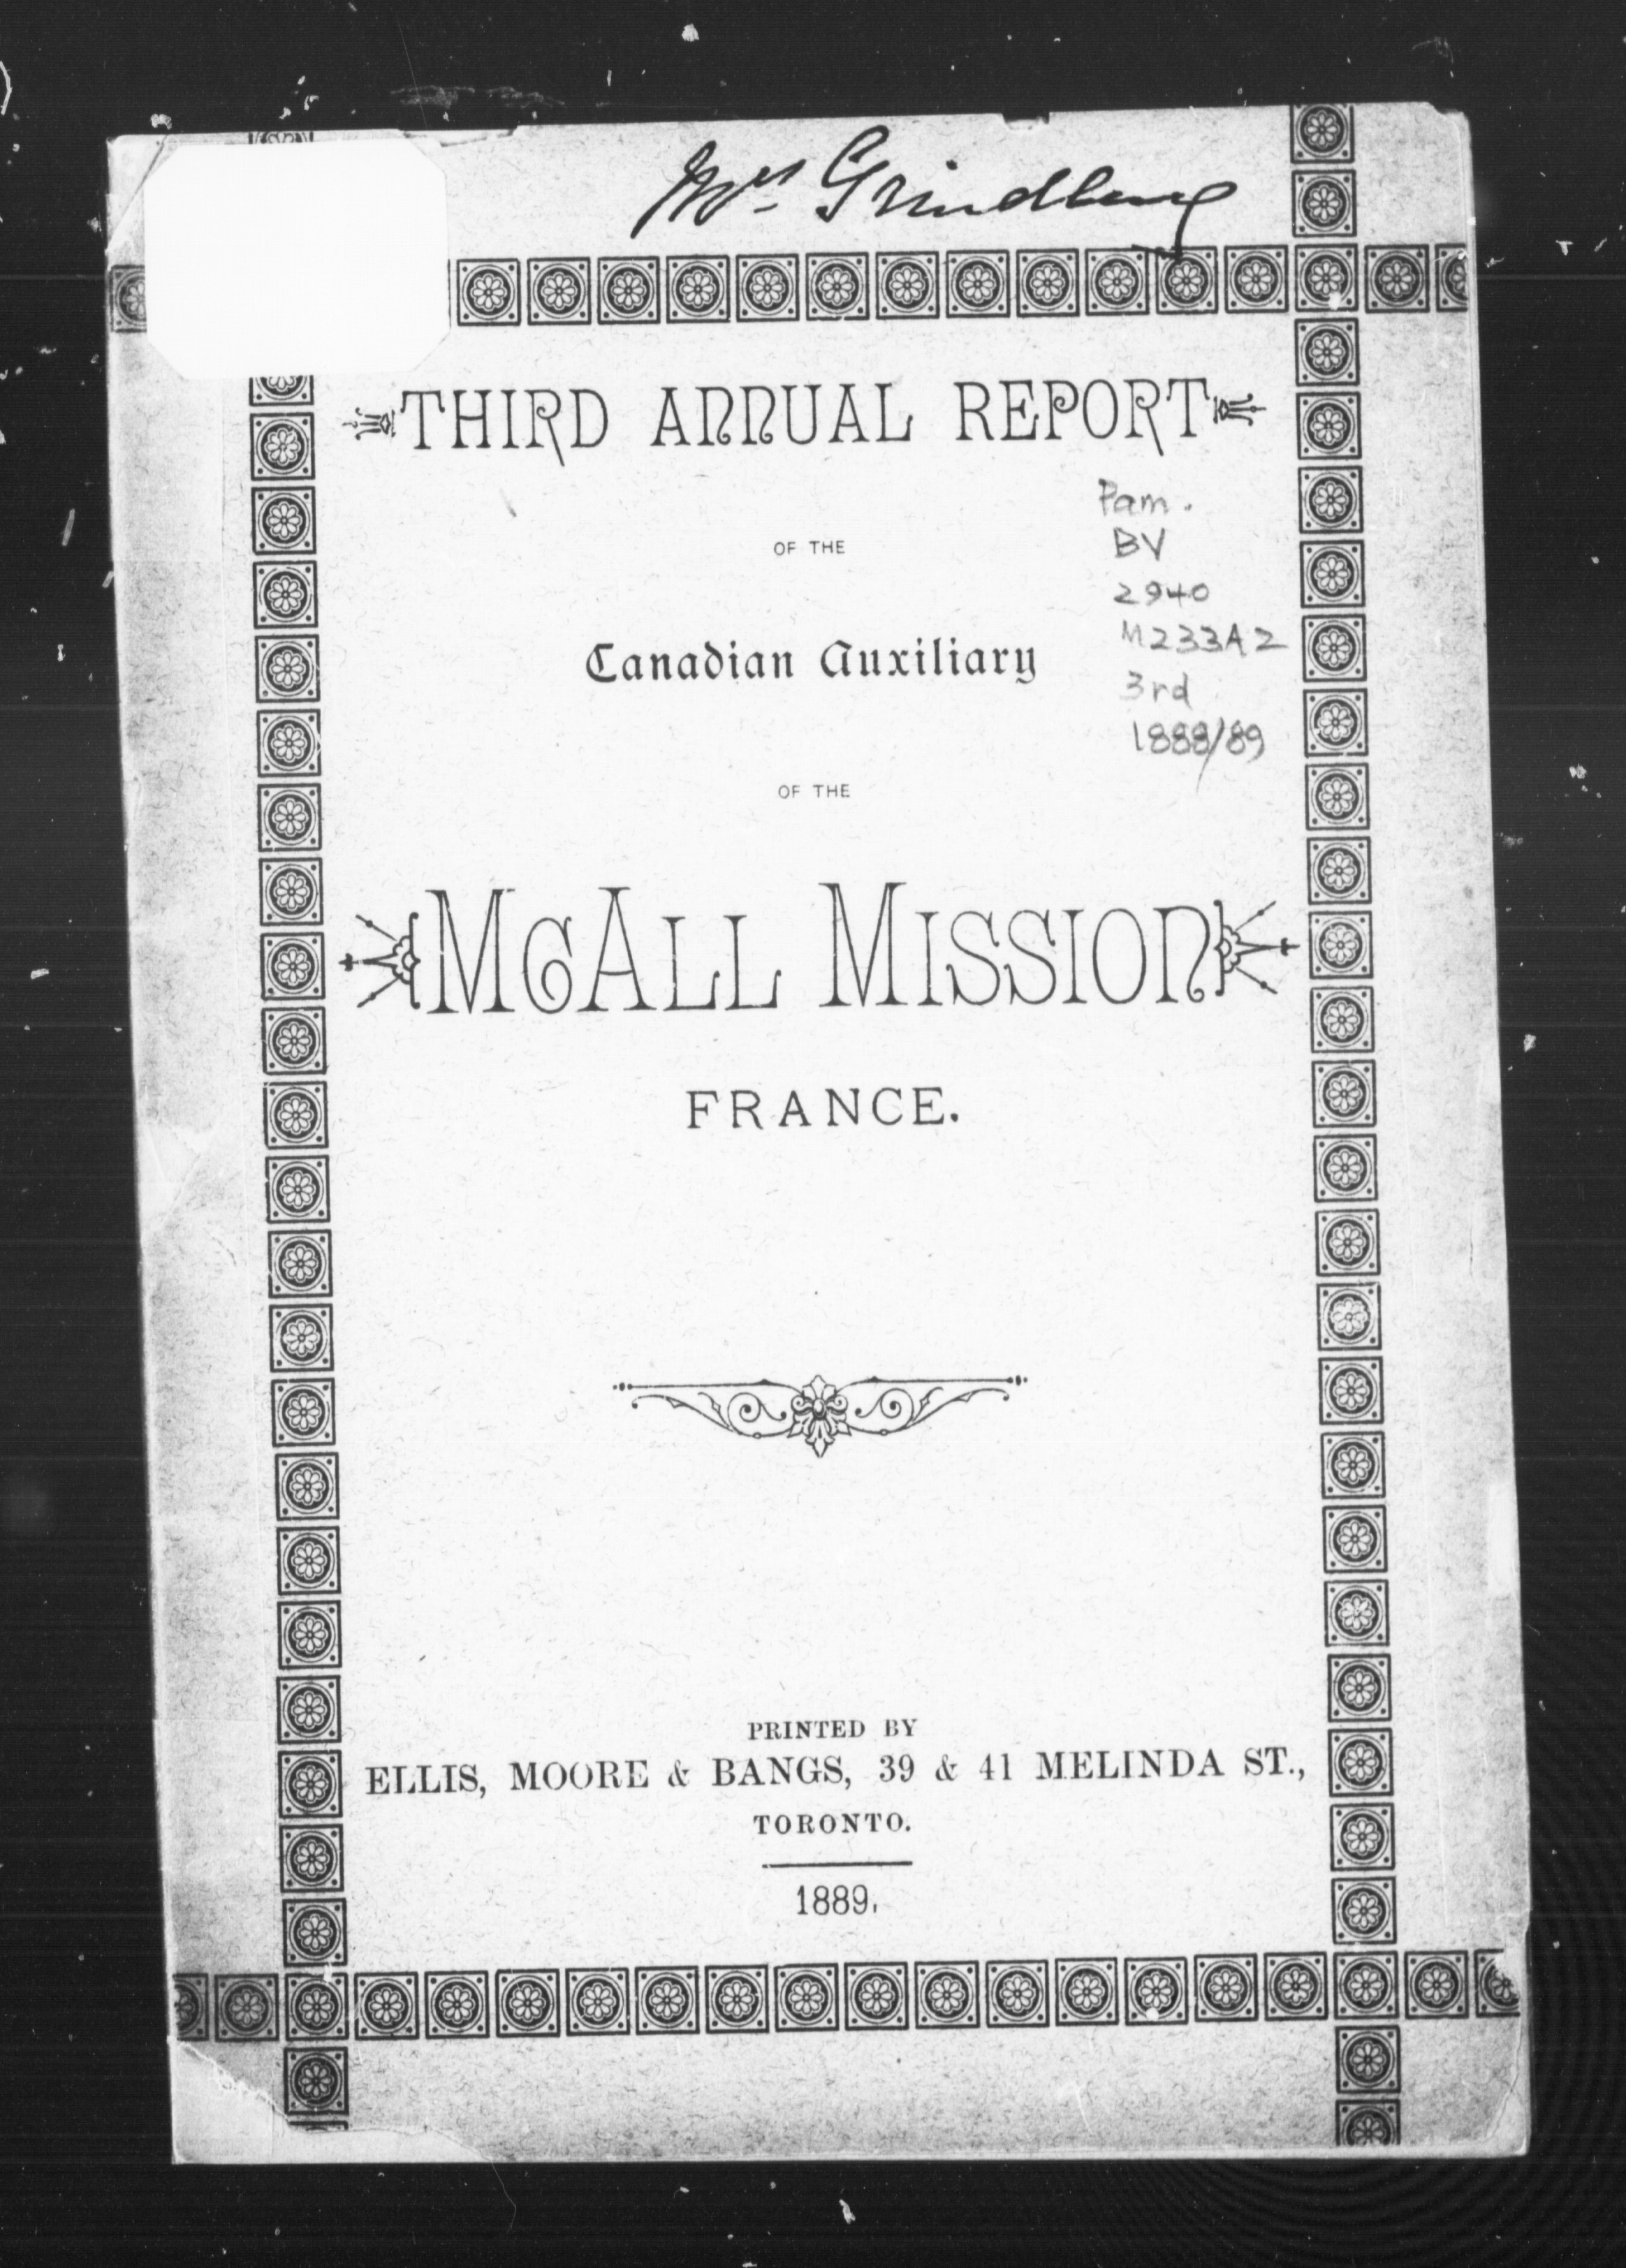 Mrs Grindlay
THIRD ANNUAL REPORT
OF THE
Canadian Auxiliary
OF THE
McALL MISSION
FRANCE.
Pam.
BV
2940
M233A2
3rd
1888/89
PRINTED BY
ELLIS, MOORE & BANGS, 39 & 41 MELINDA ST.,
TORONTO.
1889.